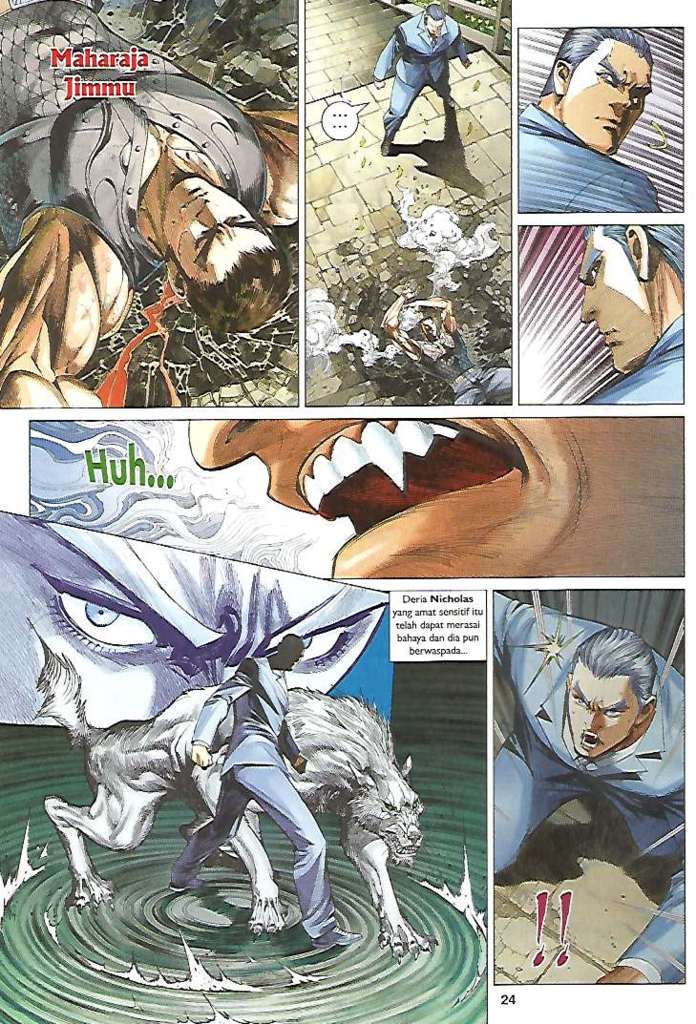 Maharaja
Jimmu
...
...
Huh...
Deria Nicholas
yang amat sensitif itu
telah dapat merasai
bahaya dan dia pun
berwaspada...
!!
24